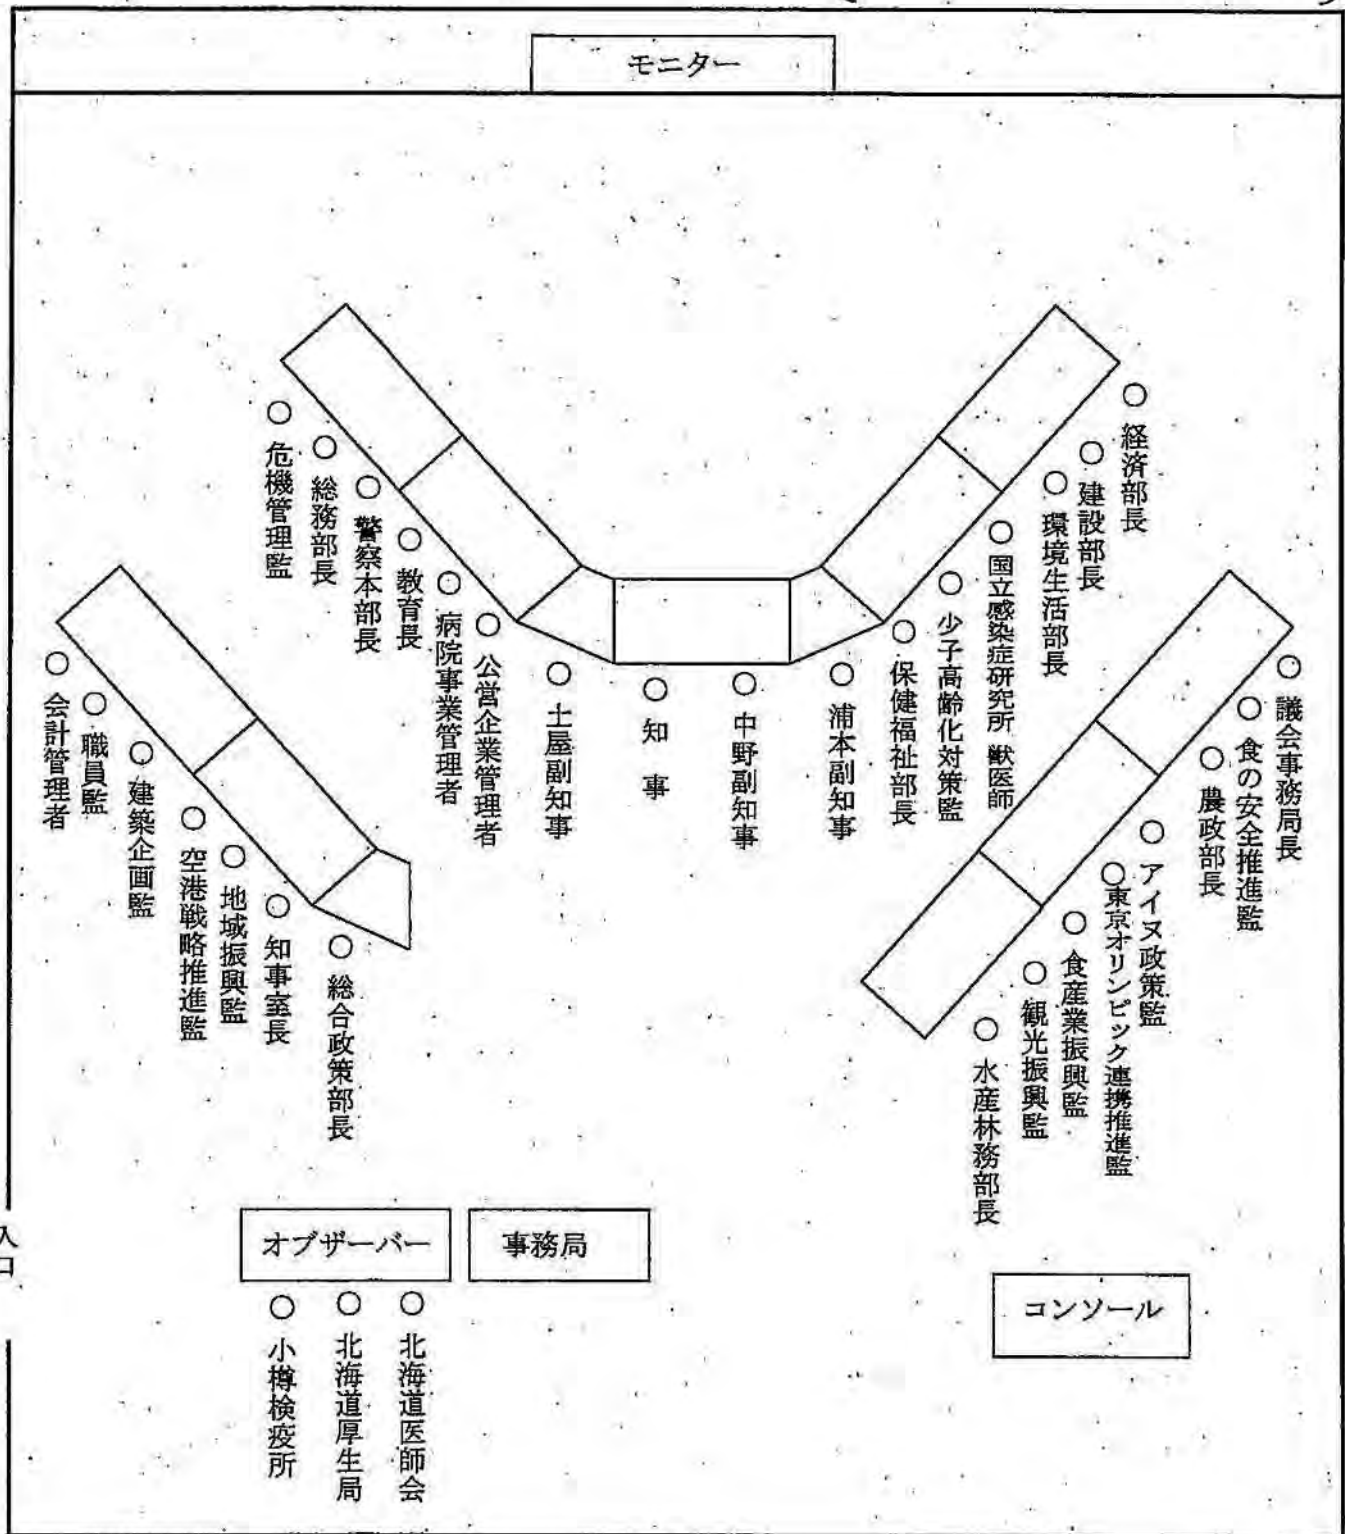 モニター
○ 危機管理監
○ 総務部長
○ 警察本部長
○ 教育長
○ 病院事業管理者
○ 公営企業管理者
○ 土屋副知事
○ 知事
○ 中野副知事
○ 浦本副知事
○ 保健福祉部長
○ 少子高齢化対策監
○ 国立感染症研究所 獣医師
○ 環境生活部長
○ 建設部長
○ 経済部長
○ 会計管理者
○ 職員監
○ 建築企画監
○ 空港戦略推進監
○ 地域振興監
○ 知事室長
○ 総合政策部長
○ 水産林務部長
○ 観光振興監
○ 食産業振興監
○ 東京オリンピック連携推進監
○ アイヌ政策監
○ 農政部長
○ 食の安全推進監
○ 議会事務局長
入口
オブザーバー
事務局
コンソール
○ 小樽検疫所
○ 北海道厚生局
○ 北海道医師会